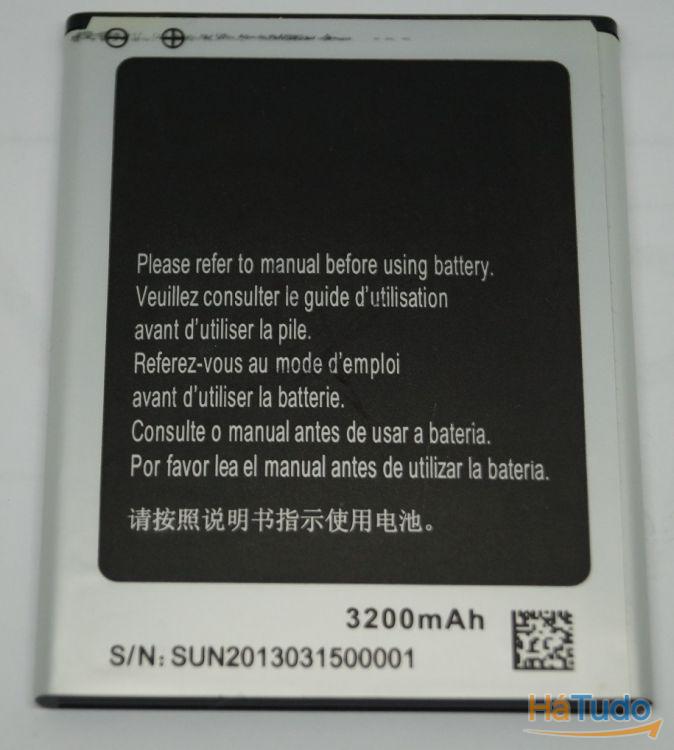 Please refer to manual before using battery.
Veuillez consulter le guide d'utilisation
avant d'utiliser la pile.
Referez-vous au mode d'emploi
avant d'utiliser la batterie.
Consulte o manual antes de usar a bateria.
Por favor lea el manual antes de utilizar la bateria.
请按照说明书指示使用电池。
3200mAh
S/N: SUN2013031500001
HáTudo